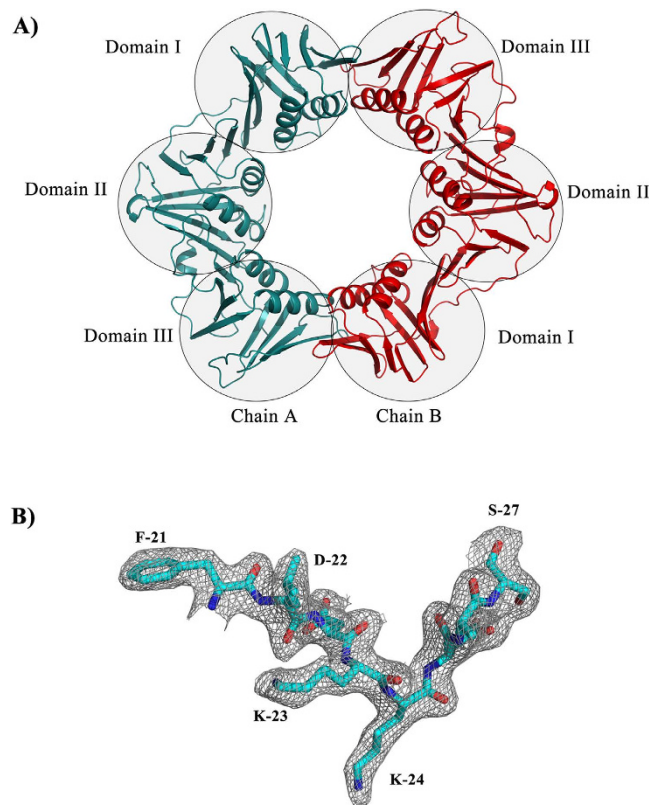 A)
Domain I
Domain III
Domain II
Domain II
Domain III
Domain I
Chain A
Chain B
B)
F-21
D-22
S-27
K-23
K-24